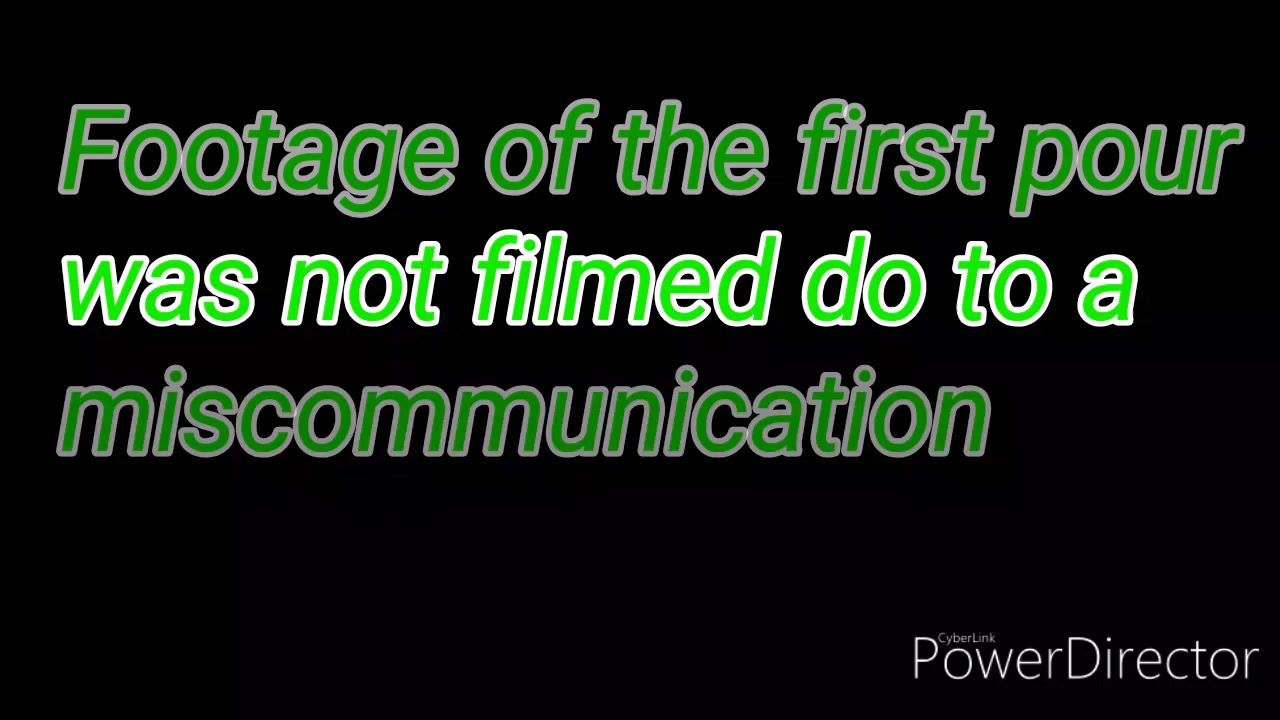 Footage of the first pour
was not filmed do to a
miscommunication
CyberLink
PowerDirector